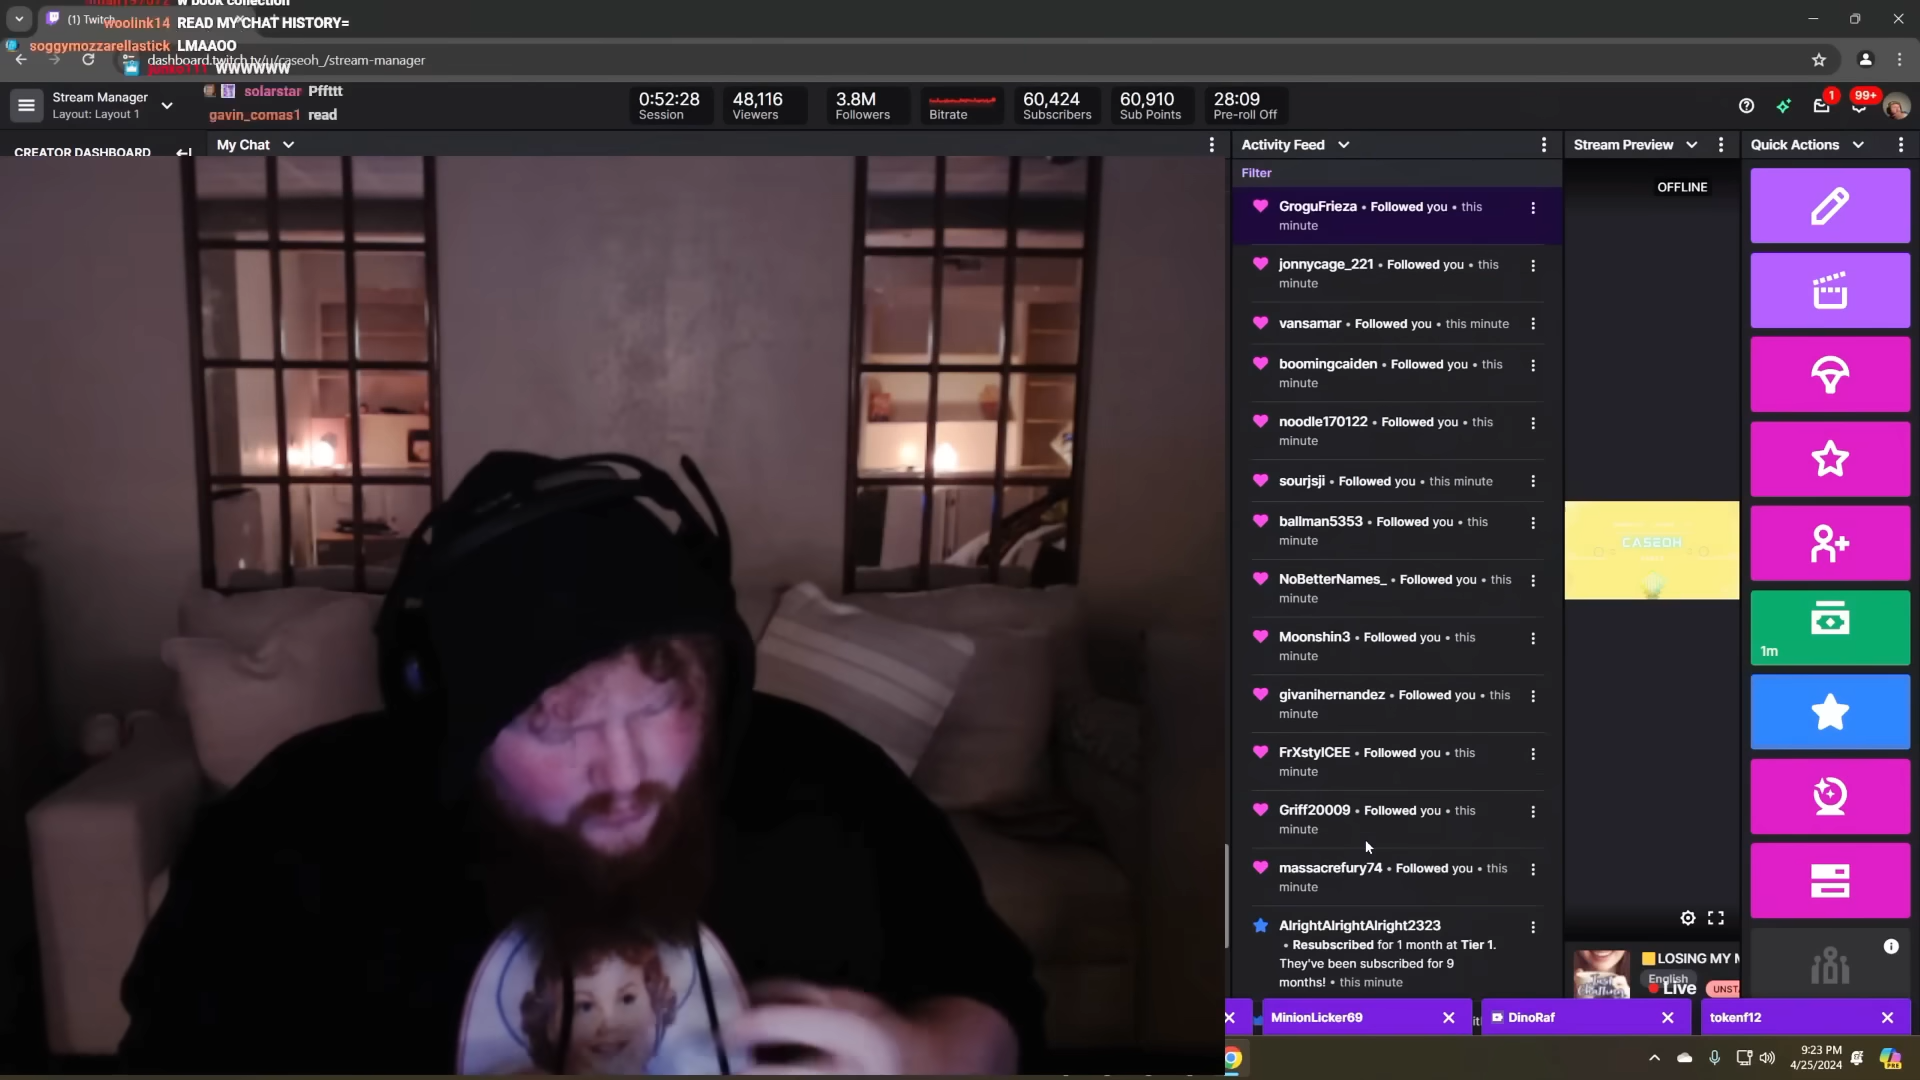 W book collection
(1) Twitch
woolink14 READ MY CHAT HISTORY=
soggymozzarellastick LMAAOO
dashboard.twitch.tv/u/caseoh_/stream-manager
WWWWWW
solarstar Pffttt
gavin_comas1 read
Stream Manager
Layout: Layout 1
0:52:28
Session
48,116
Viewers
3.8M
Followers
Bitrate
60,424
Subscribers
60,910
Sub Points
28:09
Pre-roll Off
1
99+
CREATOR DASHBOARD
My Chat
Activity Feed
Stream Preview
Quick Actions
Filter
GroguFrieza • Followed you • this
minute
jonnycage_221 • Followed you • this
minute
vansamar • Followed you • this minute
boomingcaiden • Followed you • this
minute
noodle170122 • Followed you • this
minute
sourjsji • Followed you • this minute
ballman5353 • Followed you • this
minute
NoBetterNames_ • Followed you • this
minute
Moonshin3 • Followed you • this
minute
givanihernandez • Followed you • this
minute
FrXstylCEE • Followed you • this
minute
Griff20009 • Followed you • this
minute
massacrefury74 • Followed you • this
minute
AlrightAlrightAlright2323
• Resubscribed for 1 month at Tier 1.
They've been subscribed for 9
months! • this minute
OFFLINE
CASEOH
1m
LOSING MY M
English
Live
UNST
MinionLicker69
DinoRaf
tokenf12
9:23 PM
4/25/2024